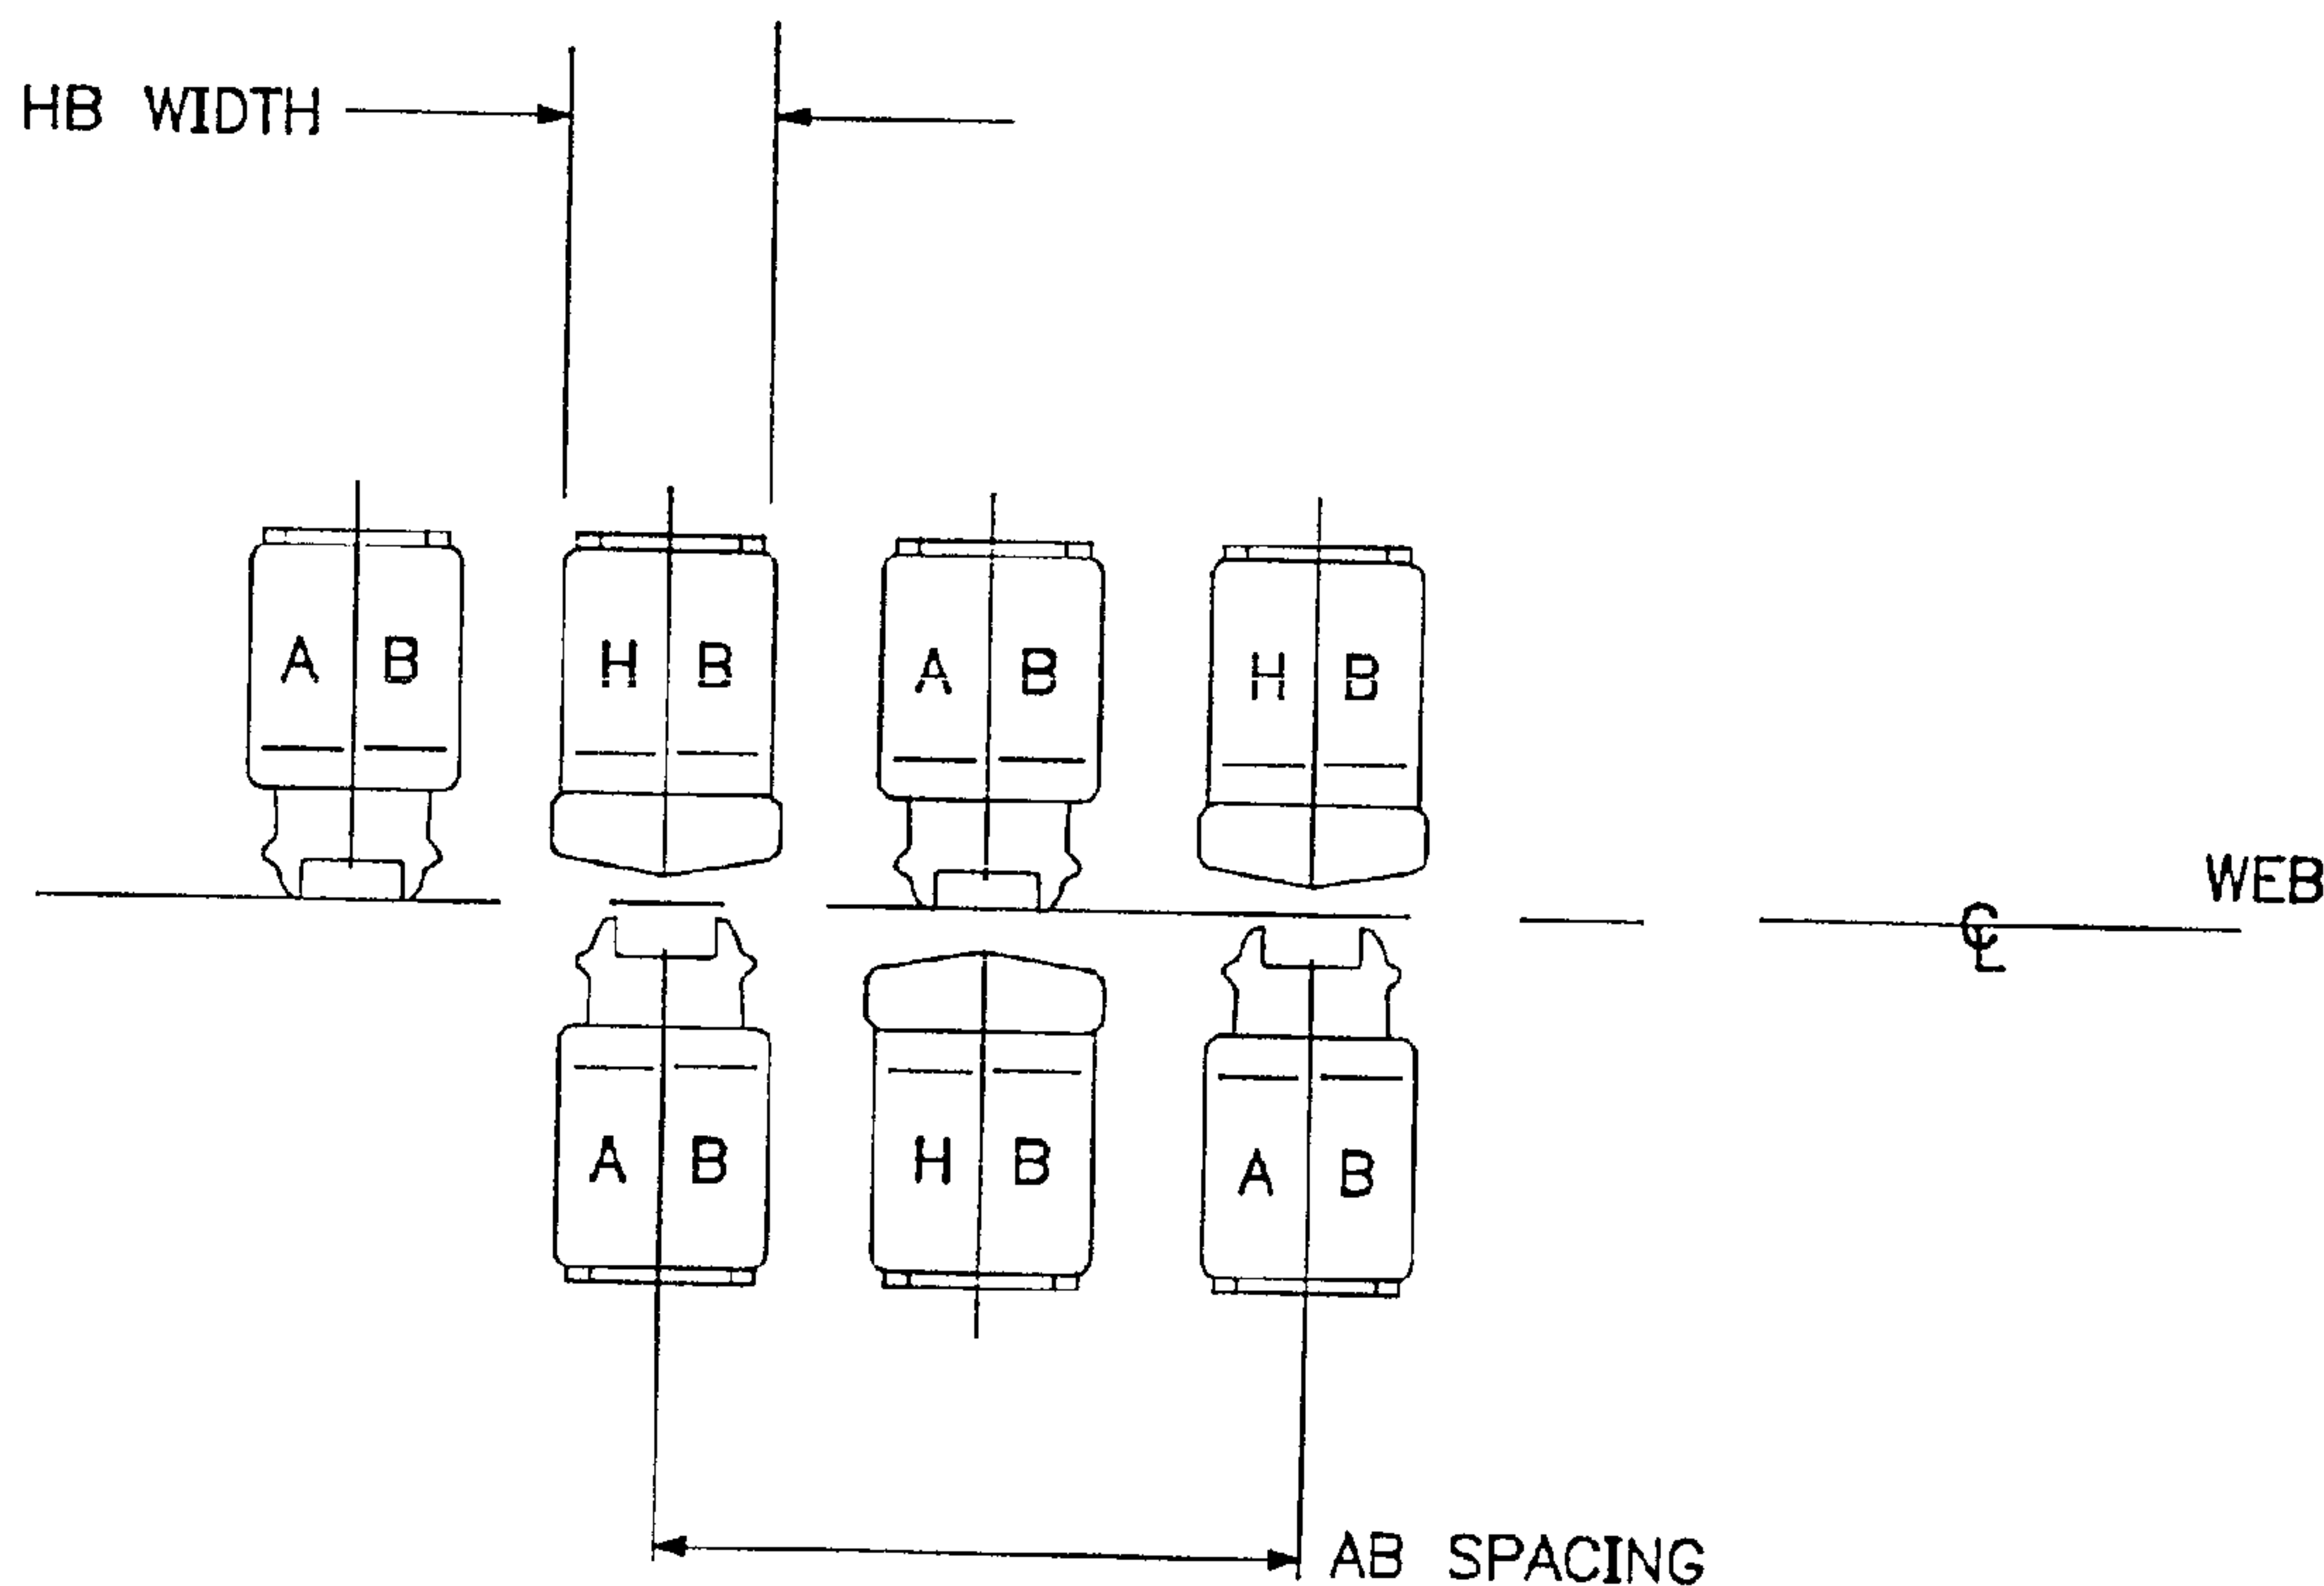 HB WIDTH
A B H B A B H B
WEB
℄
A B H B A B
AB SPACING